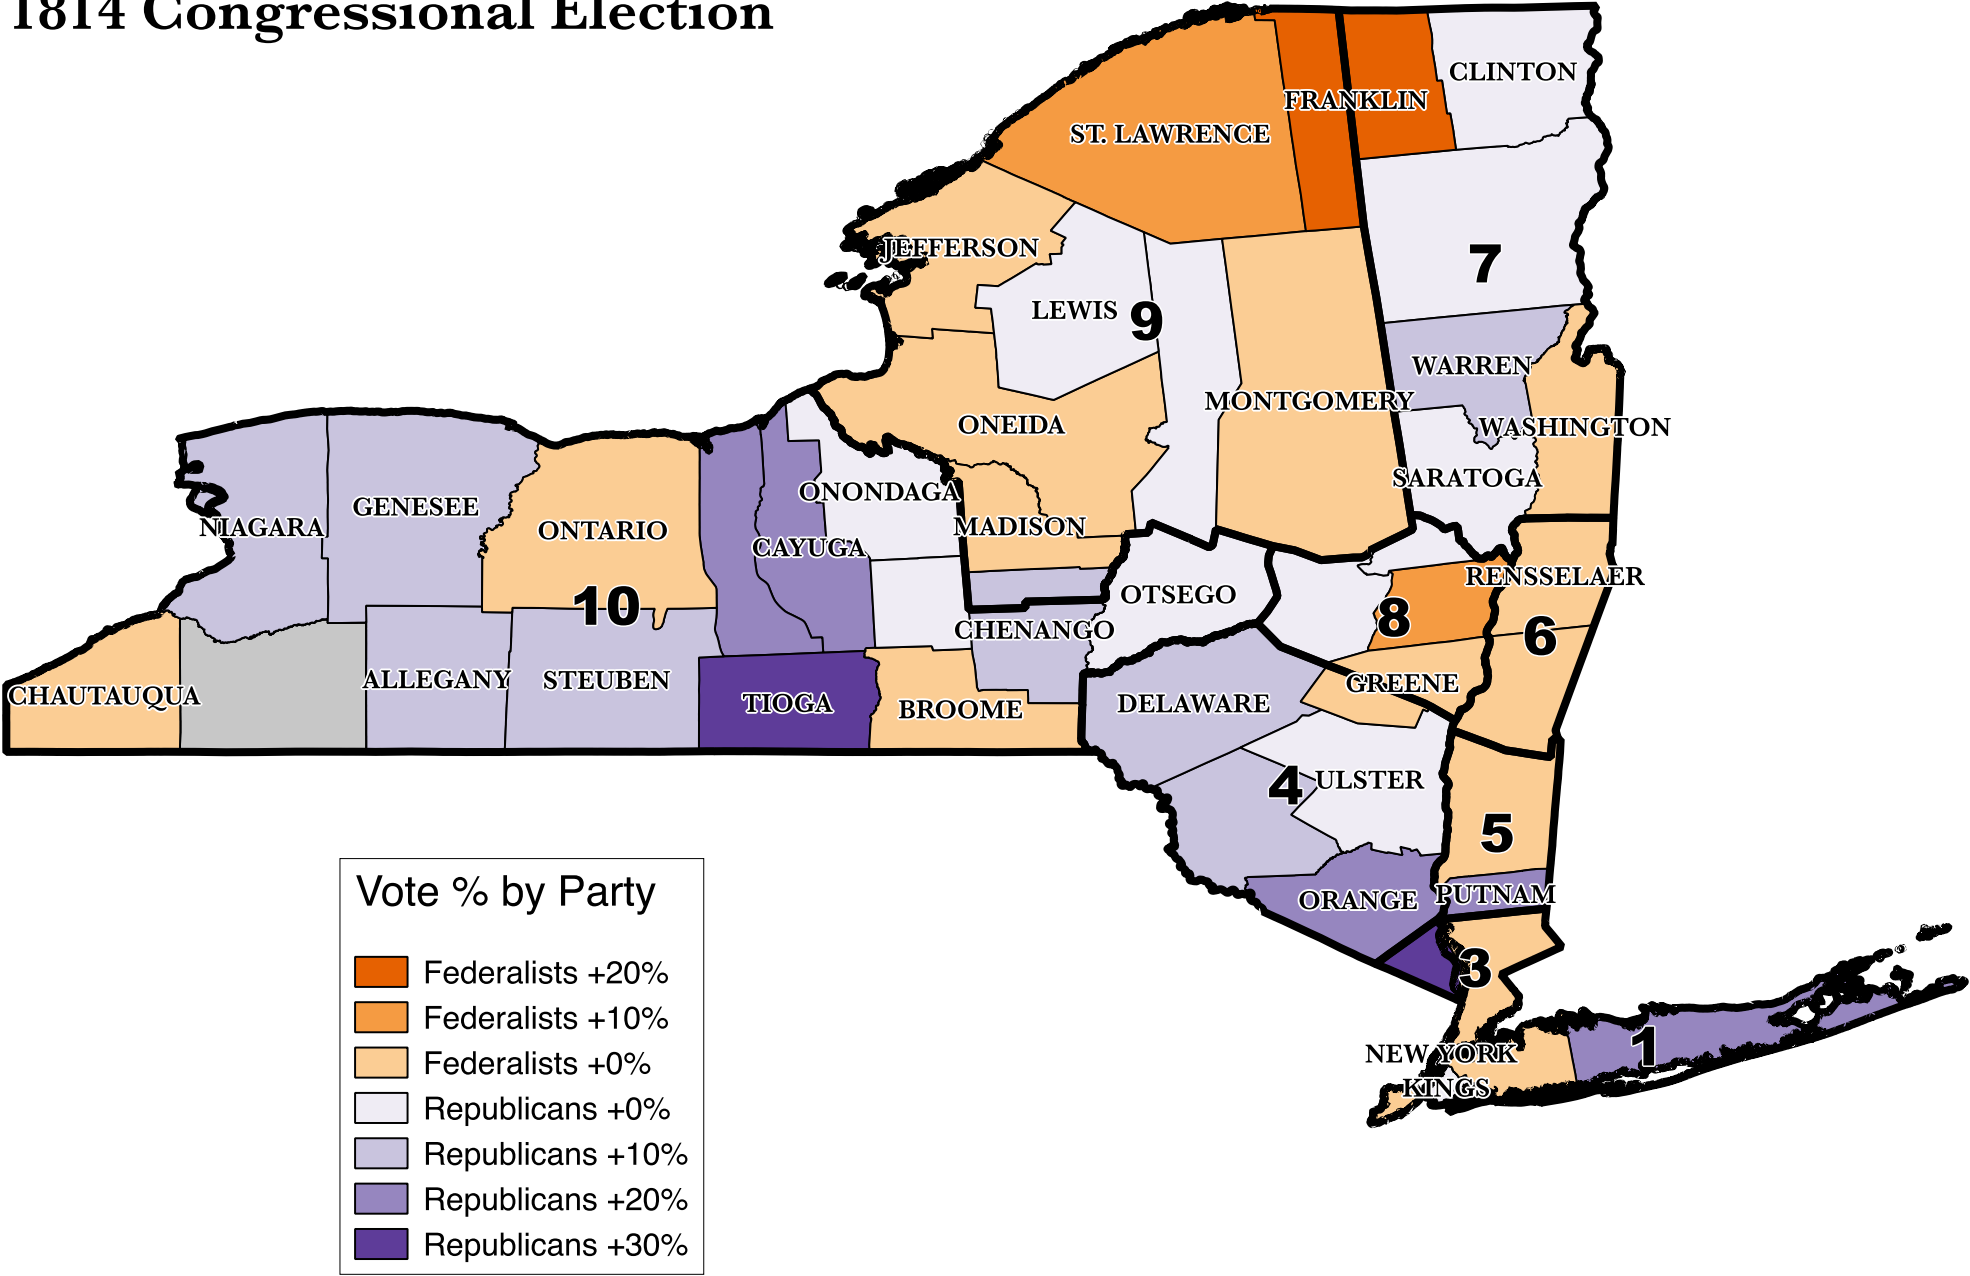 1814 Congressional Election
CLINTON
FRANKLIN
ST. LAWRENCE
JEFFERSON
7
LEWIS
9
WARREN
MONTGOMERY
ONEIDA
WASHINGTON
SARATOGA
ONONDAGA
GENESEE
NIAGARA
ONTARIO
MADISON
CAYUGA
RENSSELAER
OTSEGO
10
8
CHENANGO
6
ALLEGANY
STEUBEN
GREENE
CHAUTAUQUA
TIOGA
BROOME
DELAWARE
4
ULSTER
5
PUTNAM
ORANGE
3
1
NEW YORK
KINGS
Vote % by Party
Federalists +20%
Federalists +10%
Federalists +0%
Republicans +0%
Republicans +10%
Republicans +20%
Republicans +30%